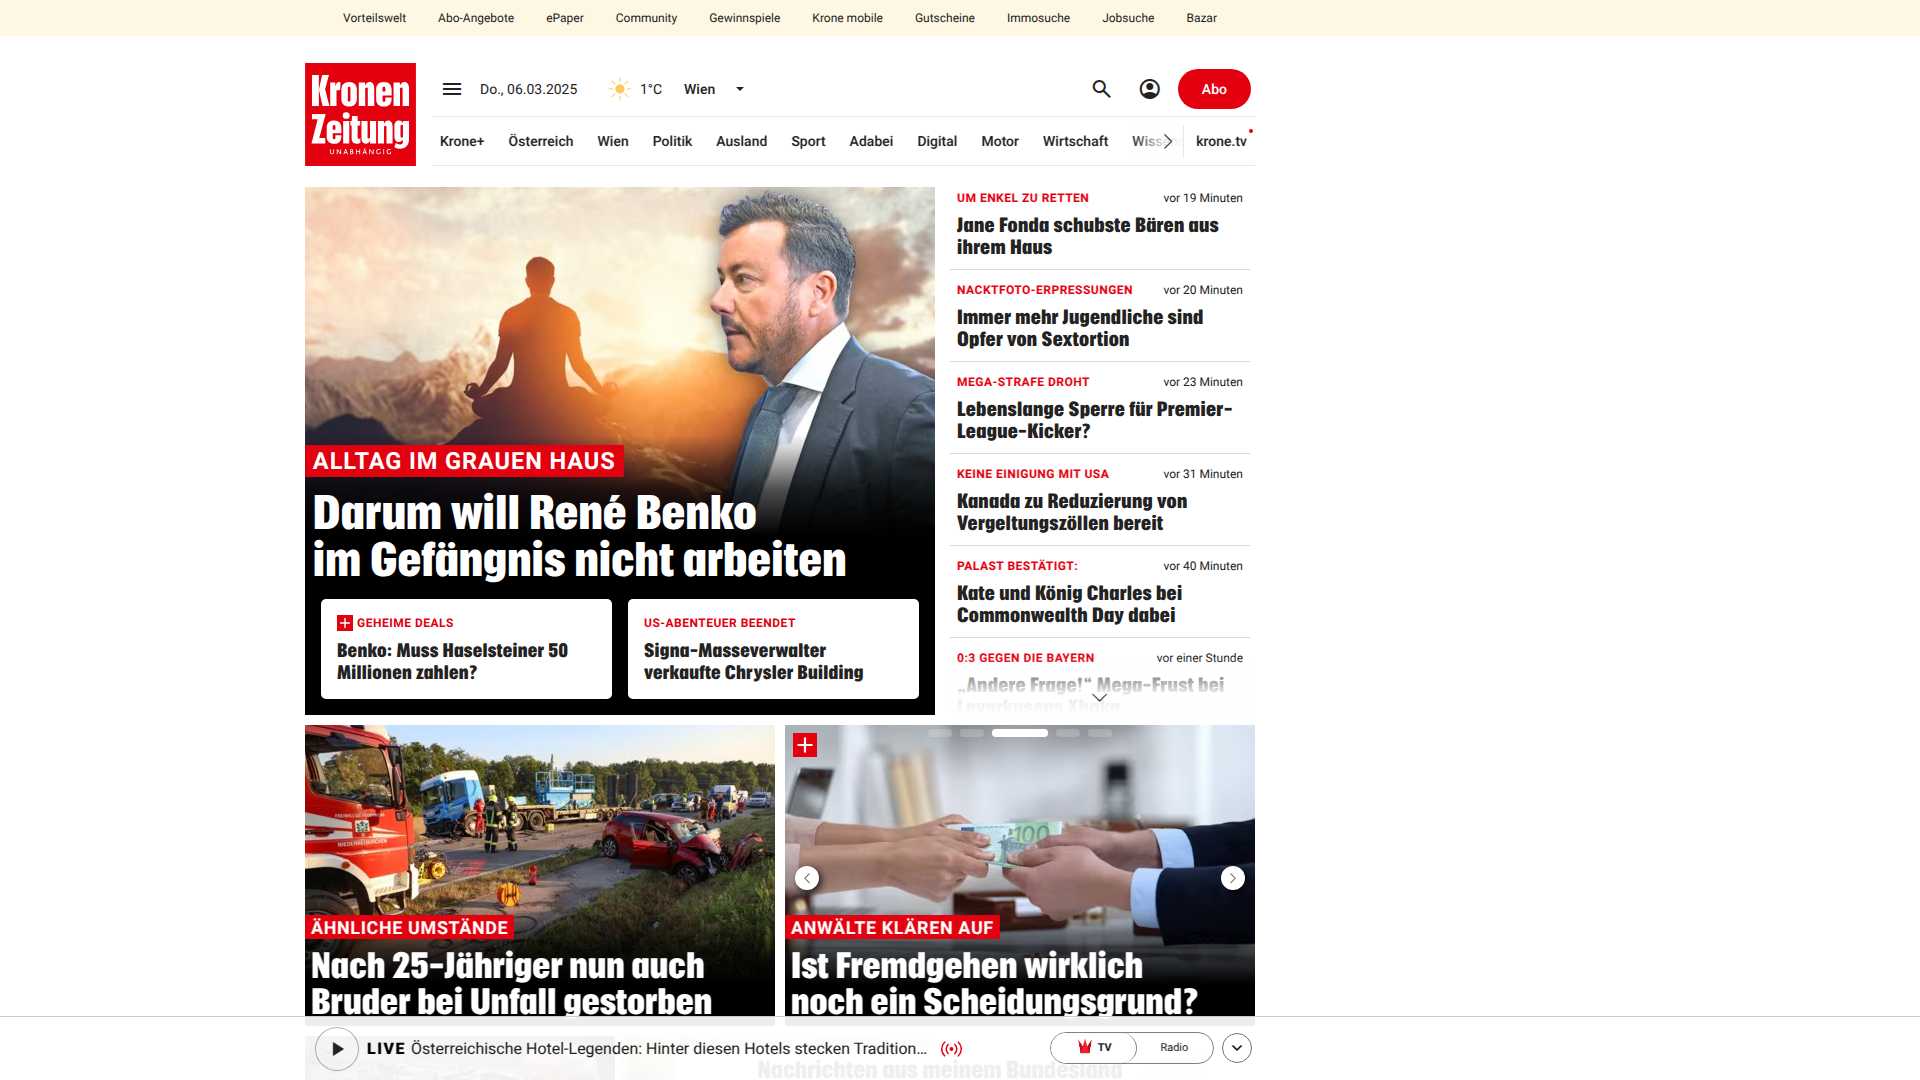 Vorteilswelt Abo-Angebote ePaper Community Gewinnspiele Krone mobile Gutscheine Immosuche Jobsuche Bazar
Kronen
Zeitung
UNABHÄNGIG
Do., 06.03.2025 1°C Wien
Abo
Krone+ Österreich Wien Politik Ausland Sport Adabei Digital Motor Wirtschaft krone.tv
ALLTAG IM GRAUEN HAUS
Darum will René Benko
im Gefängnis nicht arbeiten
GEHEIME DEALS
Benko: Muss Haselsteiner 50
Millionen zahlen?
US-ABENTEUER BEENDET
Signa-Masseverwalter
verkaufte Chrysler Building
UM ENKEL ZU RETTEN vor 19 Minuten
Jane Fonda schubste Bären aus
ihrem Haus
NACKTFOTO-ERPRESSUNGEN vor 20 Minuten
Immer mehr Jugendliche sind
Opfer von Sextortion
MEGA-STRAFE DROHT vor 23 Minuten
Lebenslange Sperre für Premier-
League-Kicker?
KEINE EINIGUNG MIT USA vor 31 Minuten
Kanada zu Reduzierung von
Vergeltungszöllen bereit
PALAST BESTÄTIGT: vor 40 Minuten
Kate und König Charles bei
Commonwealth Day dabei
0:3 GEGEN DIE BAYERN vor einer Stunde
„Andere Frage!“ Mega-Frust bei
Leverkusens Xhaka
ÄHNLICHE UMSTÄNDE
Nach 25-Jähriger nun auch
Bruder bei Unfall gestorben
100
ANWÄLTE KLÄREN AUF
Ist Fremdgehen wirklich
noch ein Scheidungsgrund?
LIVE Österreichische Hotel-Legenden: Hinter diesen Hotels stecken Tradition...
TV Radio
Nachrichten aus meinem Bundesland